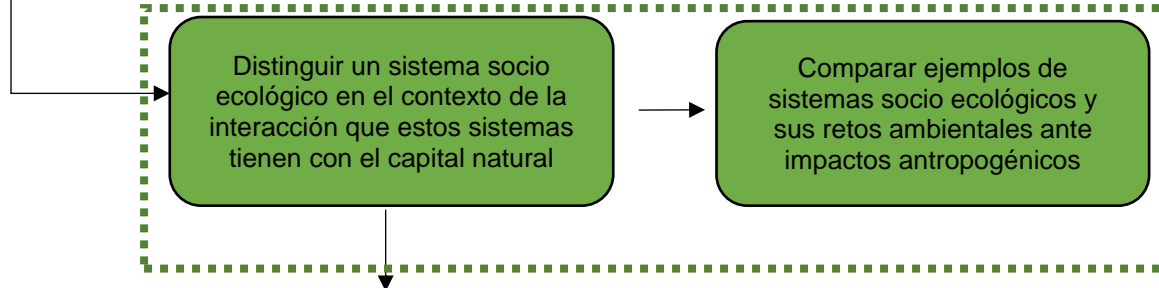 Distinguir un sistema socio
ecológico en el contexto de la
interacción que estos sistemas
tienen con el capital natural
Comparar ejemplos de
sistemas socio ecológicos y
sus retos ambientales ante
impactos antropogénicos